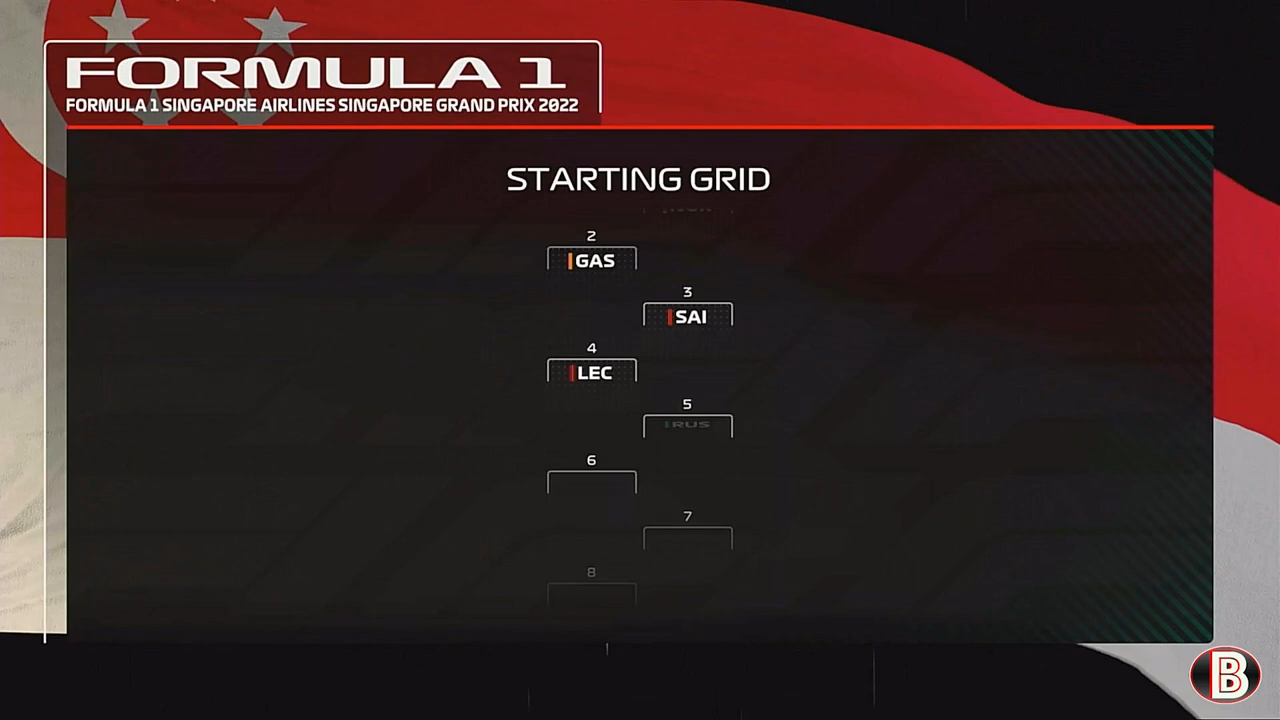 FORMULA 1
FORMULA 1 SINGAPORE AIRLINES SINGAPORE GRAND PRIX 2022
STARTING GRID
2
GAS
3
SAI
4
LEC
5
RUS
6
7
8
B